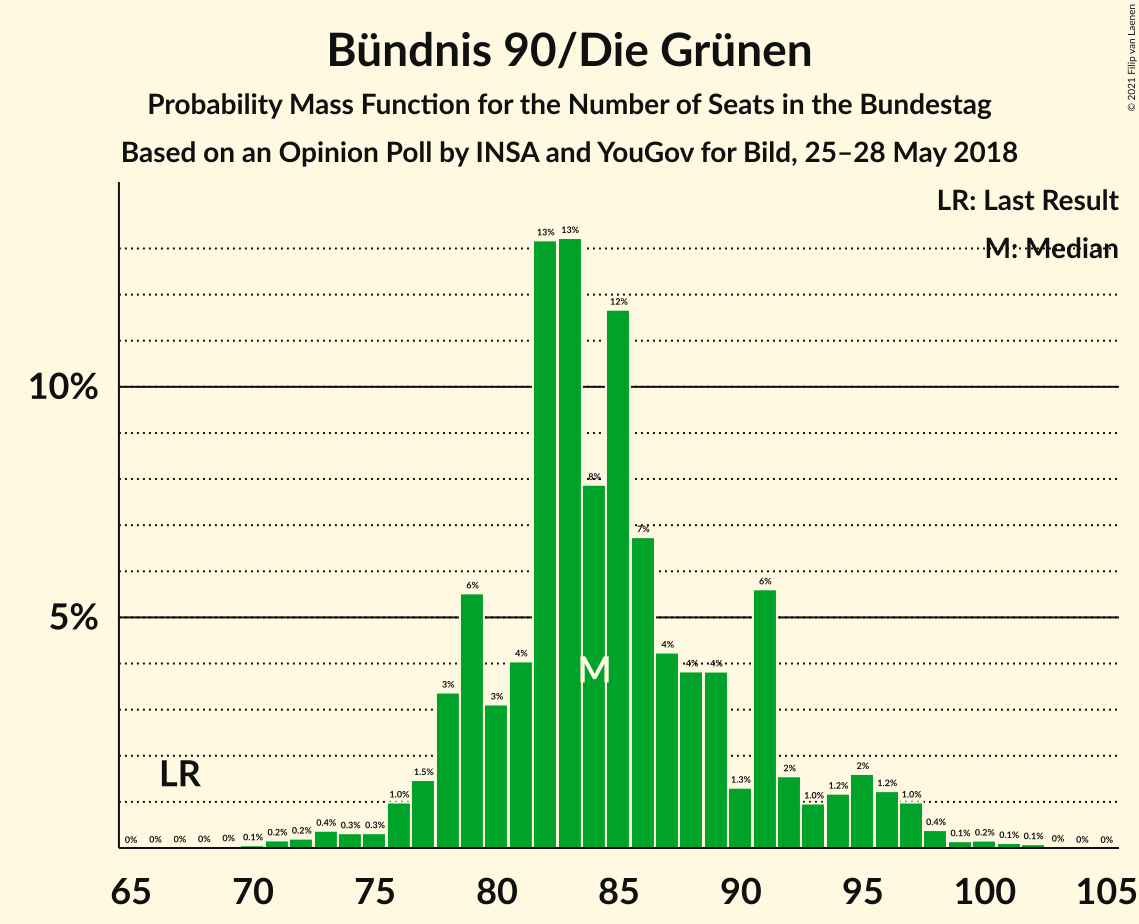 Bündnis 90/Die Grünen
Probability Mass Function for the Number of Seats in the Bundestag
Based on an Opinion Poll by INSA and YouGov for Bild, 25–28 May 2018
© 2021 Filip van Laenen
LR: Last Result
M: Median
10%
5%
LR
M
0% 0% 0% 0% 0% 0.1% 0.2% 0.2% 0.4% 0.3% 0.3% 1.0% 1.5% 3% 6% 3% 4% 13% 13% 8% 12% 7% 4% 4% 4% 1.3% 6% 2% 1.0% 1.2% 2% 1.2% 1.0% 0.4% 0.1% 0.2% 0.1% 0.1% 0% 0% 0%
65 70 75 80 85 90 95 100 105